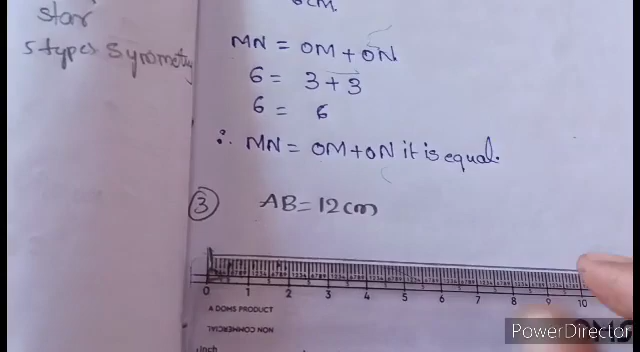 star
5 types symmetry
6cm.
MN = OM + ON
6 = 3 + 3
6 = 6
∴ MN = OM + ON it is equal.
③ AB = 12 cm
0 1 2 3 4 5 6 7 8 9 10
A DOMS PRODUCT
NON COMMERCIAL
inch
OMS
PowerDirector